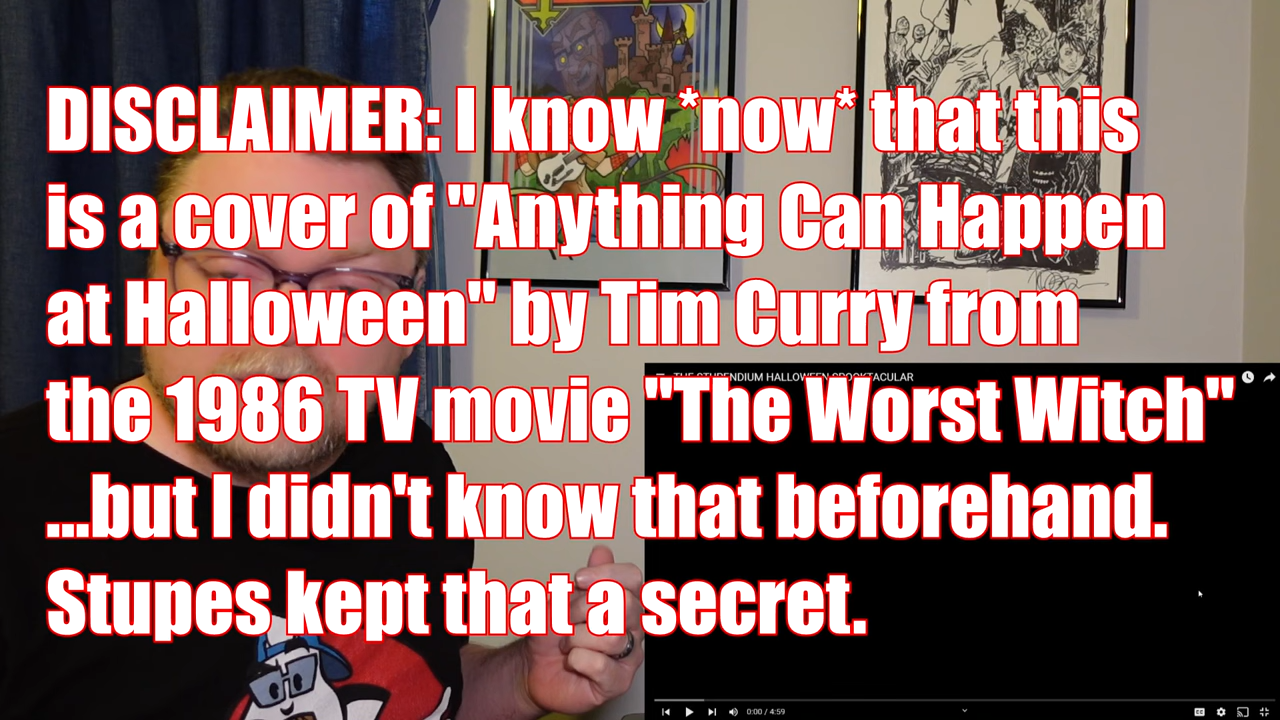 DISCLAIMER: I know *now* that this
is a cover of "Anything Can Happen
at Halloween" by Tim Curry from
the 1986 TV movie "The Worst Witch"
...but I didn't know that beforehand.
Stupes kept that a secret.
THE STUPENDIUM HALLOWEEN SPOOKTACULAR
0:00 / 4:59
CC